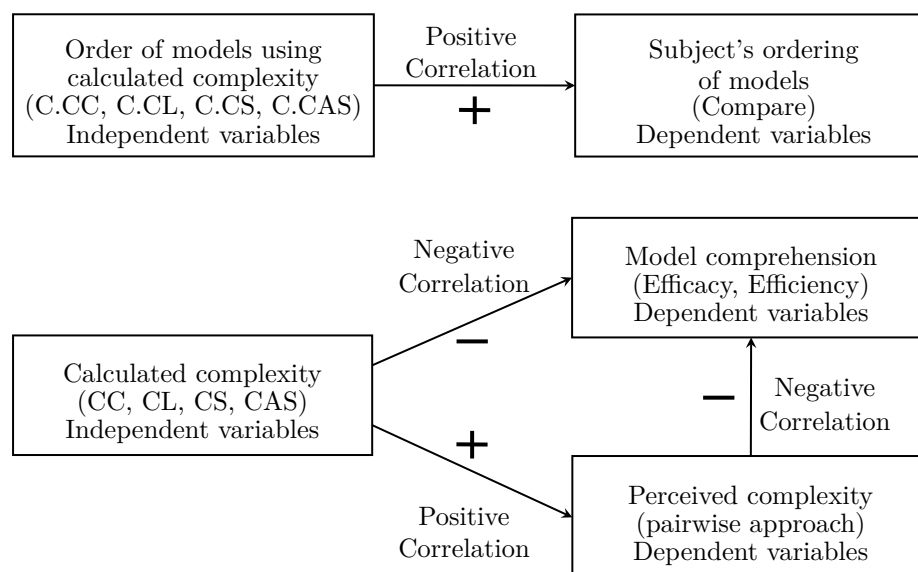 Order of models using
calculated complexity
(C.CC, C.CL, C.CS, C.CAS)
Independent variables
Positive
Correlation
+
Subject's ordering
of models
(Compare)
Dependent variables
Negative
Correlation
−
Model comprehension
(Efficacy, Efficiency)
Dependent variables
Calculated complexity
(CC, CL, CS, CAS)
Independent variables
−
Negative
Correlation
+
Positive
Correlation
Perceived complexity
(pairwise approach)
Dependent variables